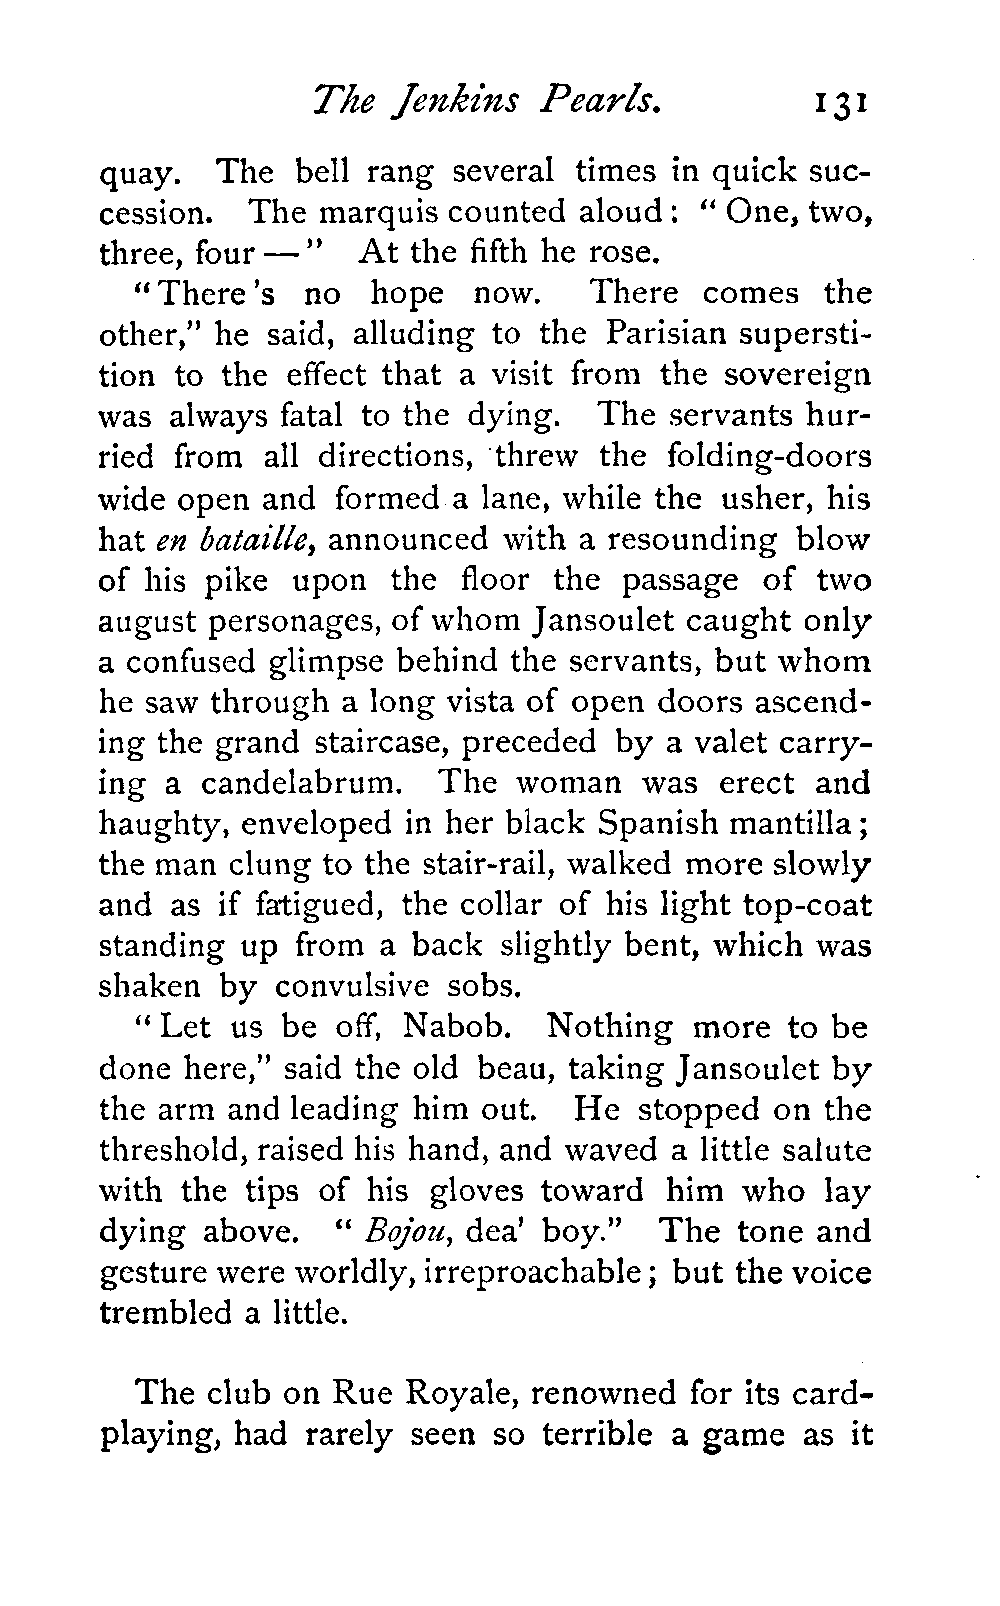 The Jenkins Pearls. 131
quay. The bell rang several times in quick suc-
cession. The marquis counted aloud: "One, two,
three, four—" At the fifth he rose.
"There's no hope now. There comes the
other," he said, alluding to the Parisian supersti-
tion to the effect that a visit from the sovereign
was always fatal to the dying. The servants hur-
ried from all directions, threw the folding-doors
wide open and formed a lane, while the usher, his
hat en bataille, announced with a resounding blow
of his pike upon the floor the passage of two
august personages, of whom Jansoulet caught only
a confused glimpse behind the servants, but whom
he saw through a long vista of open doors ascend-
ing the grand staircase, preceded by a valet carry-
ing a candelabrum. The woman was erect and
haughty, enveloped in her black Spanish mantilla;
the man clung to the stair-rail, walked more slowly
and as if fatigued, the collar of his light top-coat
standing up from a back slightly bent, which was
shaken by convulsive sobs.
"Let us be off, Nabob. Nothing more to be
done here," said the old beau, taking Jansoulet by
the arm and leading him out. He stopped on the
threshold, raised his hand, and waved a little salute
with the tips of his gloves toward him who lay
dying above. "Bojou, dea' boy." The tone and
gesture were worldly, irreproachable; but the voice
trembled a little.
The club on Rue Royale, renowned for its card-
playing, had rarely seen so terrible a game as it